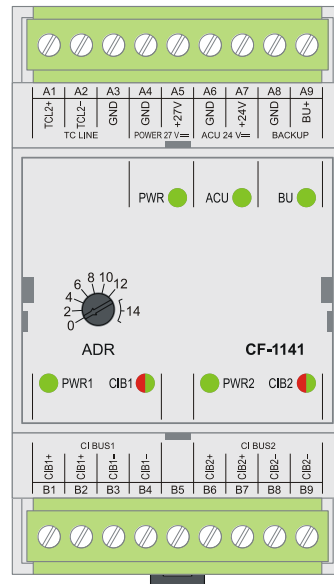 A1 A2 A3 A4 A5 A6 A7 A8 A9
TCL2+ TCL2– GND GND +27V GND +24V GND BU+
TC LINE POWER 27 V ACU 24 V BACKUP
PWR ACU BU
0 2 4 6 8 10 12 14
ADR CF-1141
PWR1 CIB1 PWR2 CIB2
CI BUS1 CI BUS2
CIB1+ CIB1+ CIB1– CIB1– CIB2+ CIB2+ CIB2– CIB2–
B1 B2 B3 B4 B5 B6 B7 B8 B9